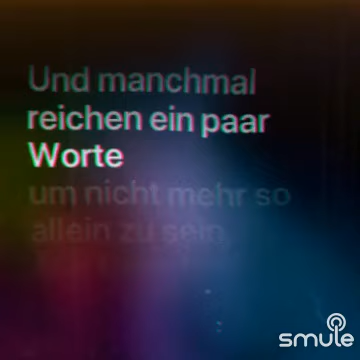 Und manchmal
reichen ein paar
Worte
um nicht mehr so
allein zu sein
smule